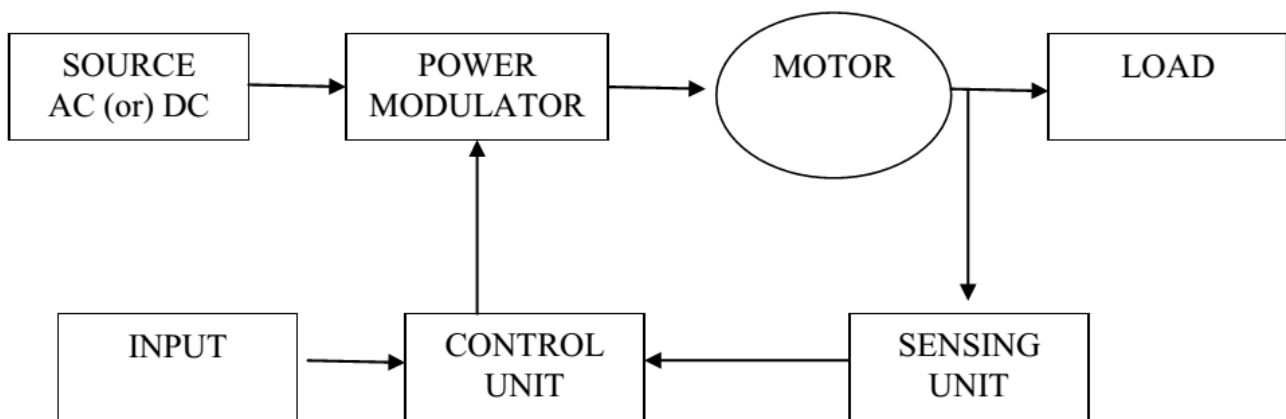 SOURCE
AC (or) DC
POWER
MODULATOR
MOTOR
LOAD
INPUT
CONTROL
UNIT
SENSING
UNIT